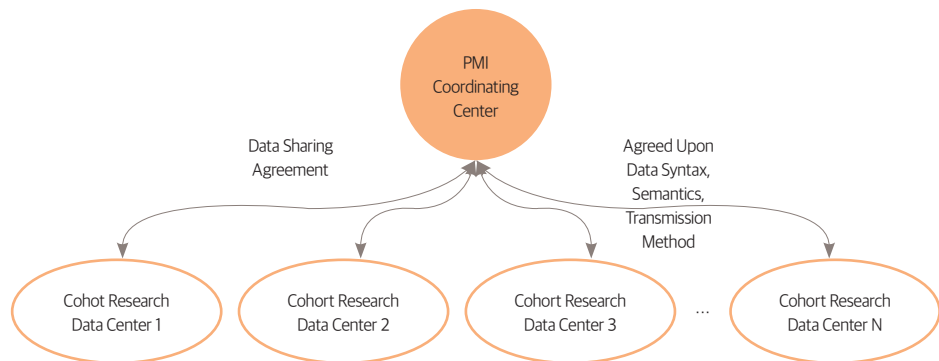 PMI
Coordinating
Center
Data Sharing
Agreement
Agreed Upon
Data Syntax,
Semantics,
Transmission
Method
Cohot Research
Data Center 1
Cohort Research
Data Center 2
Cohort Research
Data Center 3
...
Cohort Research
Data Center N